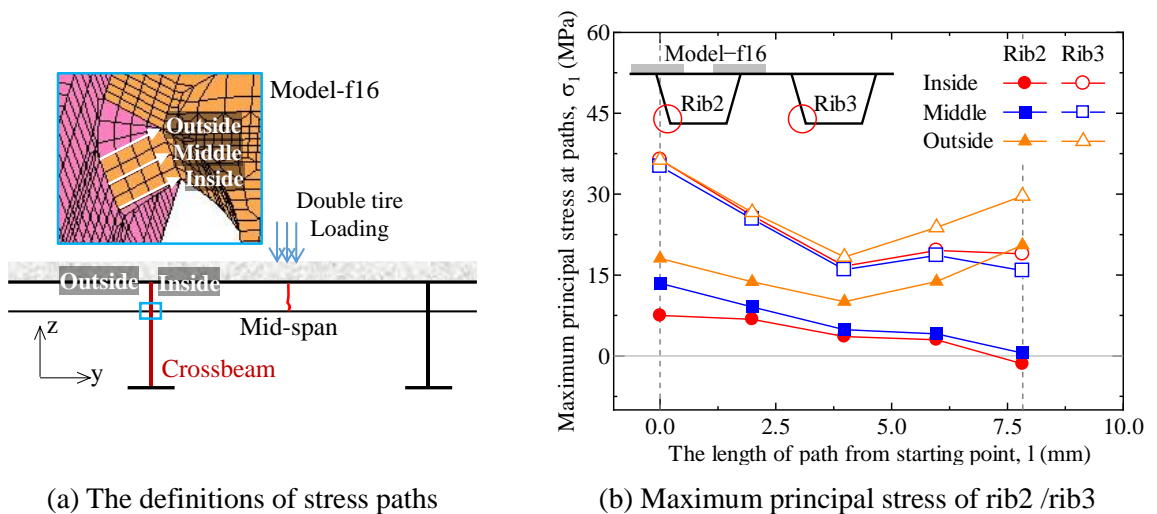 Model-f16
Outside
Middle
Inside
Double tire
Loading
Outside
Inside
Mid-span
z
y
Crossbeam
(a) The definitions of stress paths
Maximum principal stress at paths, σ1 (MPa)
60
45
30
15
0
Model−f16
Rib2
Rib3
Rib2 Rib3
Inside
Middle
Outside
0.0 2.5 5.0 7.5 10.0
The length of path from starting point, l (mm)
(b) Maximum principal stress of rib2 /rib3